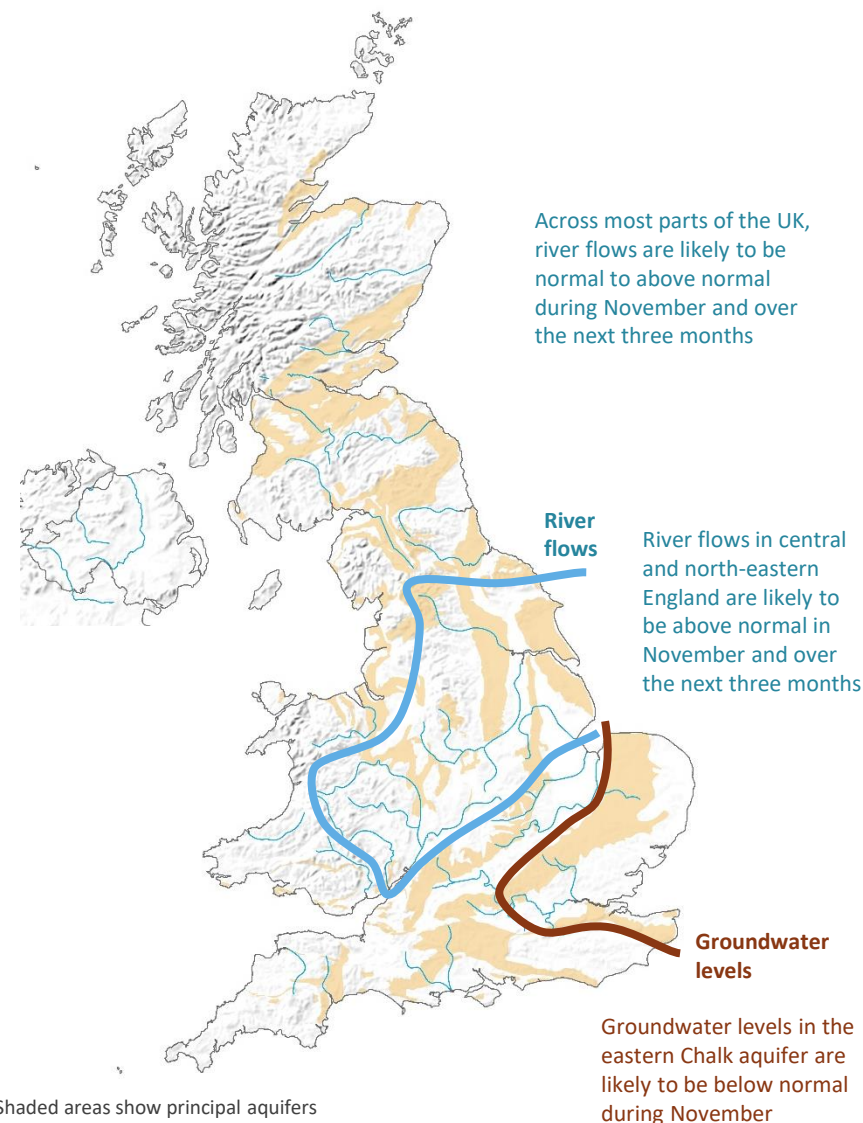 Across most parts of the UK,
river flows are likely to be
normal to above normal
during November and over
the next three months
River
flows
River flows in central
and north-eastern
England are likely to
be above normal in
November and over
the next three months
Groundwater
levels
Groundwater levels in the
eastern Chalk aquifer are
likely to be below normal
during November
Shaded areas show principal aquifers